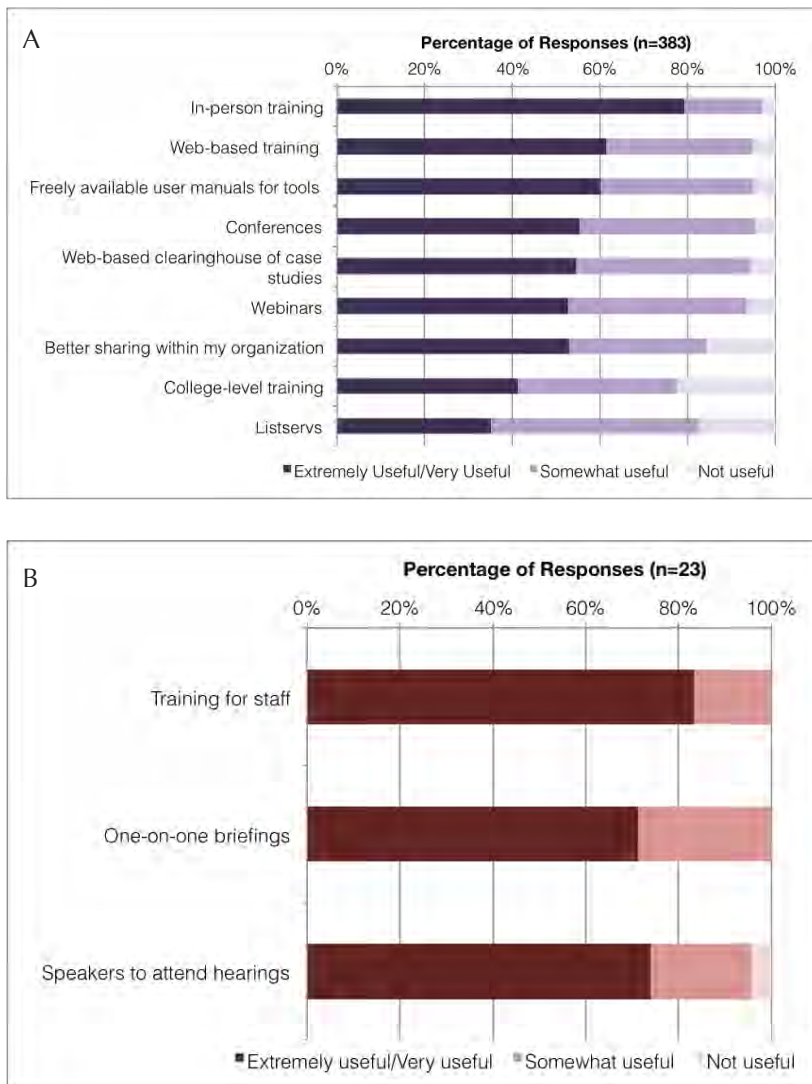 A
Percentage of Responses (n=383)
0% 20% 40% 60% 80% 100%
In-person training
Web-based training
Freely available user manuals for tools
Conferences
Web-based clearinghouse of case
studies
Webinars
Better sharing within my organization
College-level training
Listservs
Extremely Useful/Very Useful Somewhat useful Not useful
B
Percentage of Responses (n=23)
0% 20% 40% 60% 80% 100%
Training for staff
One-on-one briefings
Speakers to attend hearings
Extremely useful/Very useful Somewhat useful Not useful